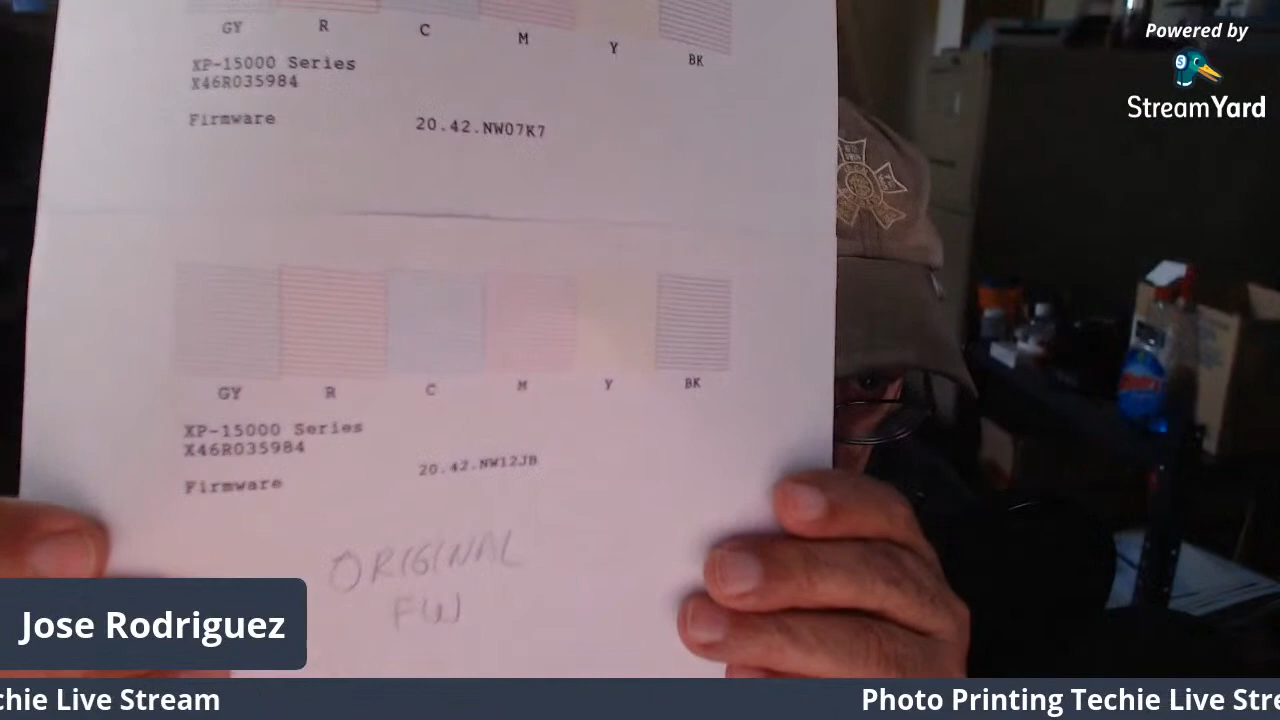 Powered by
StreamYard
GY R C M Y BK
XP-15000 Series
X46R035984
Firmware 20.42.NW07K7
GY R C M Y BK
XP-15000 Series
X46R035984
Firmware 20.42.NW12JB
ORIGINAL
FW
Jose Rodriguez
chie Live Stream
Photo Printing Techie Live Stre